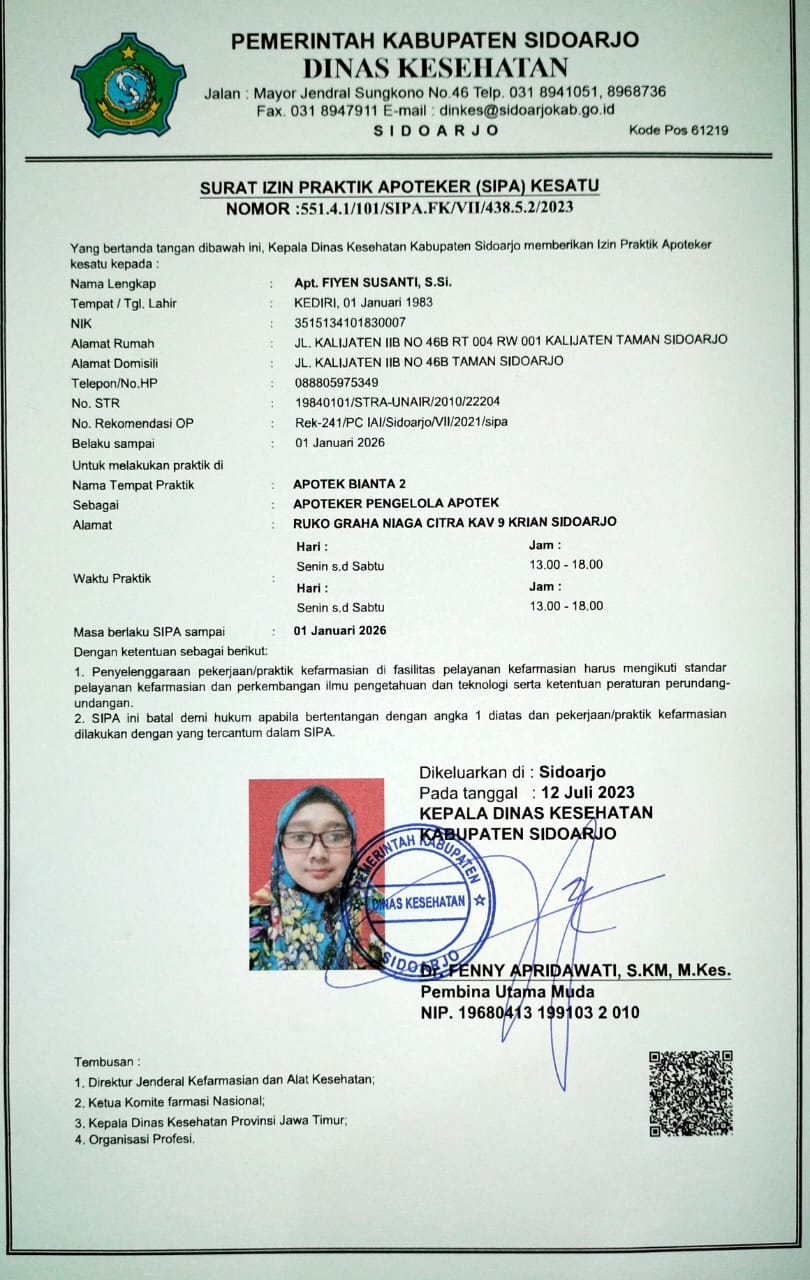 PEMERINTAH KABUPATEN SIDOARJO
DINAS KESEHATAN
Jalan : Mayor Jendral Sungkono No.46 Telp. 031 8941051, 8968736
Fax. 031 8947911 E-mail : dinkes@sidoarjokab.go.id
S I D O A R J O Kode Pos 61219
SURAT IZIN PRAKTIK APOTEKER (SIPA) KESATU
NOMOR :551.4.1/101/SIPA.FK/VII/438.5.2/2023
Yang bertanda tangan dibawah ini, Kepala Dinas Kesehatan Kabupaten Sidoarjo memberikan Izin Praktik Apoteker
kesatu kepada :
Nama Lengkap : Apt. FIYEN SUSANTI, S.Si.
Tempat / Tgl. Lahir : KEDIRI, 01 Januari 1983
NIK : 3515134101830007
Alamat Rumah : JL. KALIJATEN IIB NO 46B RT 004 RW 001 KALIJATEN TAMAN SIDOARJO
Alamat Domisili : JL. KALIJATEN IIB NO 46B TAMAN SIDOARJO
Telepon/No.HP : 088805975349
No. STR : 19840101/STRA-UNAIR/2010/22204
No. Rekomendasi OP : Rek-241/PC IAI/Sidoarjo/VII/2021/sipa
Belaku sampai : 01 Januari 2026
Untuk melakukan praktik di
Nama Tempat Praktik : APOTEK BIANTA 2
Sebagai : APOTEKER PENGELOLA APOTEK
Alamat : RUKO GRAHA NIAGA CITRA KAV 9 KRIAN SIDOARJO
Hari : Jam :
Senin s.d Sabtu 13.00 - 18.00
Waktu Praktik :
Hari : Jam :
Senin s.d Sabtu 13.00 - 18.00
Masa berlaku SIPA sampai : 01 Januari 2026
Dengan ketentuan sebagai berikut:
1. Penyelenggaraan pekerjaan/praktik kefarmasian di fasilitas pelayanan kefarmasian harus mengikuti standar
pelayanan kefarmasian dan perkembangan ilmu pengetahuan dan teknologi serta ketentuan peraturan perundang-
undangan.
2. SIPA ini batal demi hukum apabila bertentangan dengan angka 1 diatas dan pekerjaan/praktik kefarmasian
dilakukan dengan yang tercantum dalam SIPA.
Dikeluarkan di : Sidoarjo
Pada tanggal : 12 Juli 2023
KEPALA DINAS KESEHATAN
KABUPATEN SIDOARJO
PEMERINTAH KABUPATEN
DINAS KESEHATAN
SIDOARJO
Dr. FENNY APRIDAWATI, S.KM, M.Kes.
Pembina Utama Muda
NIP. 19680413 199103 2 010
Tembusan :
1. Direktur Jenderal Kefarmasian dan Alat Kesehatan;
2. Ketua Komite farmasi Nasional;
3. Kepala Dinas Kesehatan Provinsi Jawa Timur;
4. Organisasi Profesi.